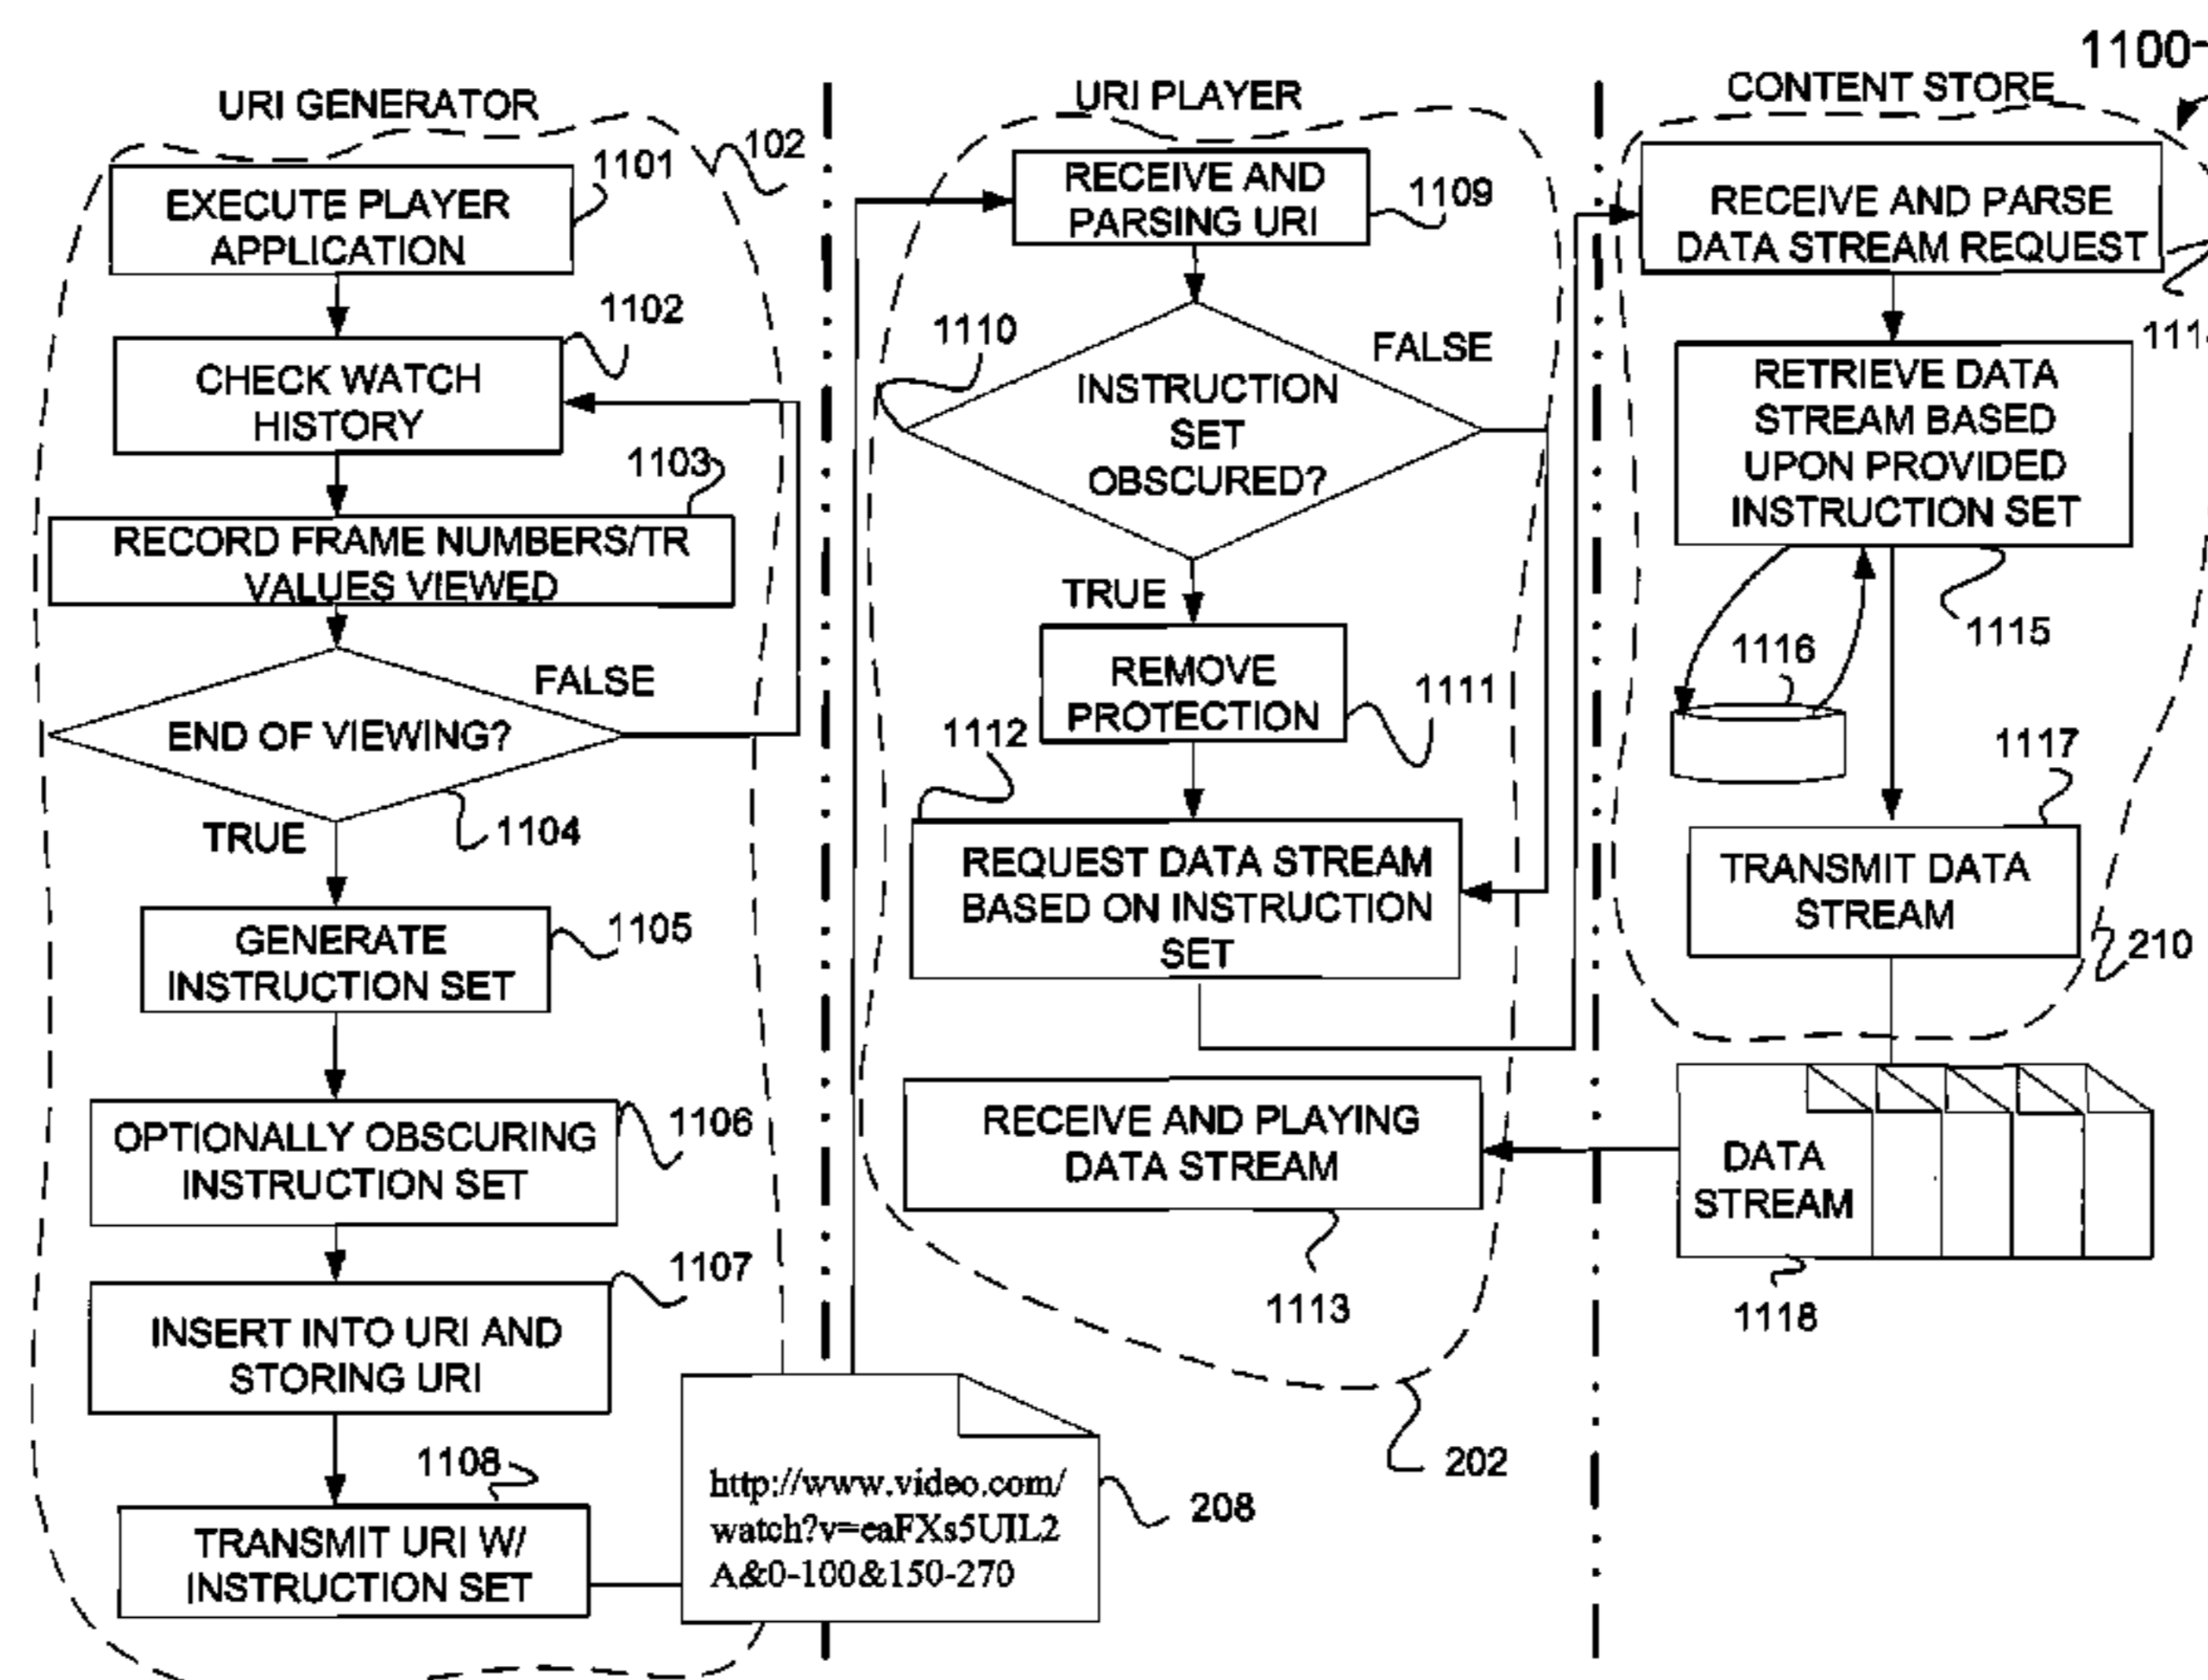 1100
URI GENERATOR
102
EXECUTE PLAYER
APPLICATION
1101
CHECK WATCH
HISTORY
1102
RECORD FRAME NUMBERS/TR
VALUES VIEWED
1103
END OF VIEWING?
FALSE
TRUE
1104
GENERATE
INSTRUCTION SET
1105
OPTIONALLY OBSCURING
INSTRUCTION SET
1106
INSERT INTO URI AND
STORING URI
1107
TRANSMIT URI W/
INSTRUCTION SET
1108
http://www.video.com/
watch?v=eaFXs5UIL2
A&0-100&150-270
208
URI PLAYER
RECEIVE AND
PARSING URI
1109
INSTRUCTION
SET
OBSCURED?
1110
FALSE
TRUE
REMOVE
PROTECTION
1111
REQUEST DATA STREAM
BASED ON INSTRUCTION
SET
1112
RECEIVE AND PLAYING
DATA STREAM
1113
202
CONTENT STORE
RECEIVE AND PARSE
DATA STREAM REQUEST
RETRIEVE DATA
STREAM BASED
UPON PROVIDED
INSTRUCTION SET
1115
1116
TRANSMIT DATA
STREAM
1117
210
DATA
STREAM
1118